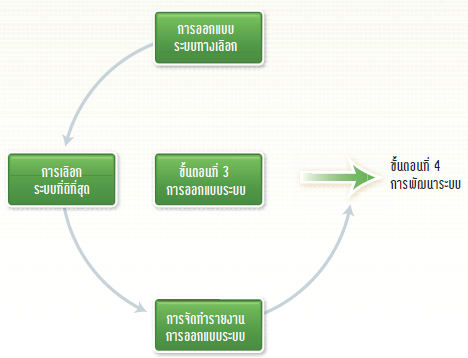 การออกแบบ
ระบบทางเลือก
การเลือก
ระบบที่ดีที่สุด
ขั้นตอนที่ 3
การออกแบบระบบ
ขั้นตอนที่ 4
การพัฒนาระบบ
การจัดทำรายงาน
การออกแบบระบบ